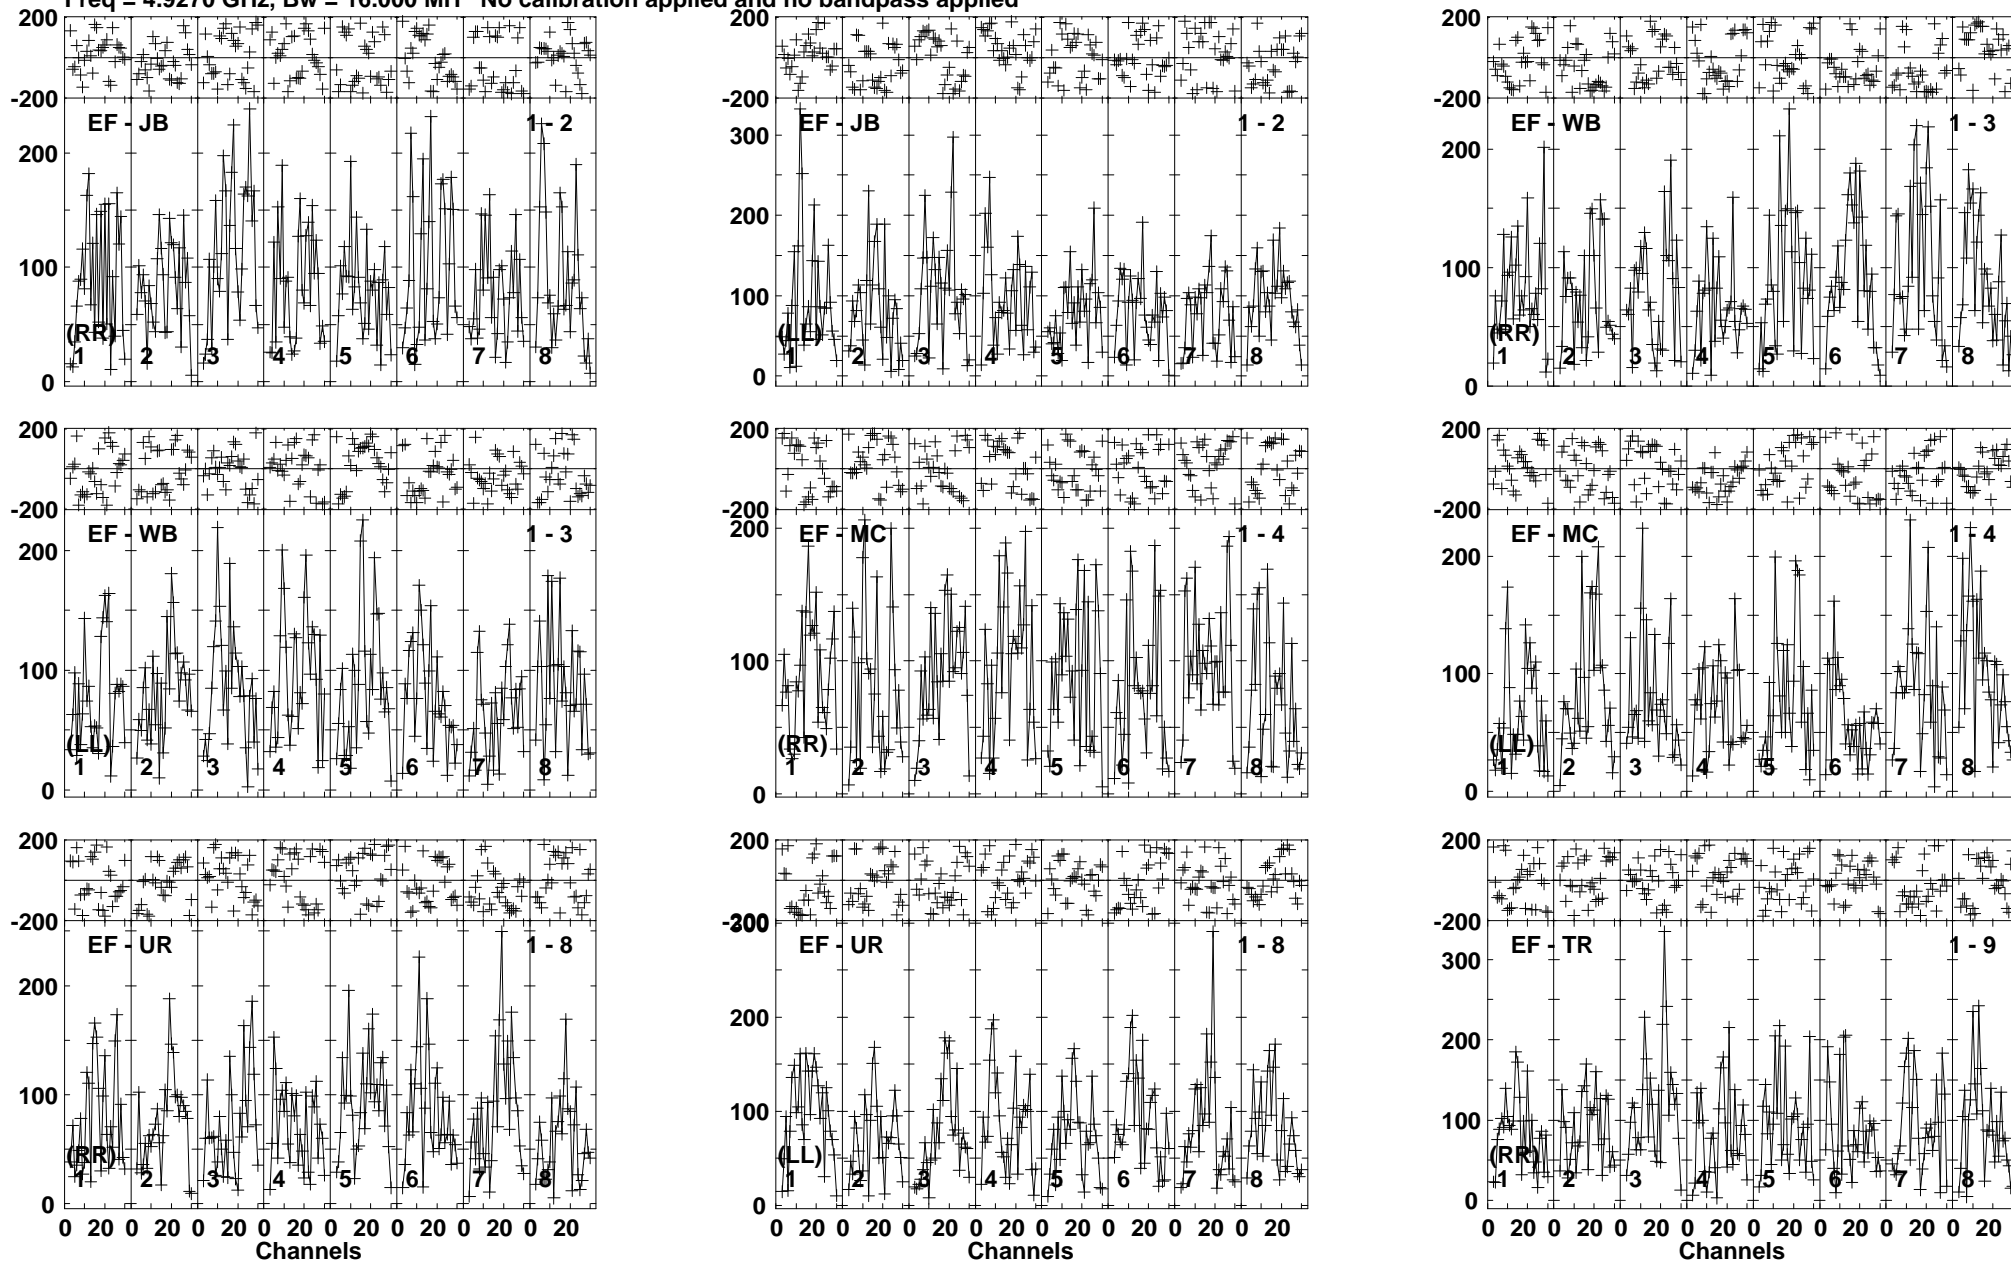 Freq = 4.9270 GHz, Bw = 16.000 MH No calibration applied and no bandpass applied
200 200 200
-200 -200 -200
EF - JB 1 - 2 EF - JB 1 - 2 EF - WB 1 - 3
200 300 200
100 200 100
0 100 0
0
(RR) (LL) (RR)
1 2 3 4 5 6 7 8 1 2 3 4 5 6 7 8 1 2 3 4 5 6 7 8
200 200 200
-200 -200 -200
EF - WB 1 - 3 EF - MC 1 - 4 EF - MC 1 - 4
200 200 200
100 100 100
0 0 0
(LL) (RR) (LL)
1 2 3 4 5 6 7 8 1 2 3 4 5 6 7 8 1 2 3 4 5 6 7 8
200 200 200
-200 -200 -200
EF - UR 1 - 8 EF - UR 1 - 8 EF - TR 1 - 9
200 300 300
100 200 200
0 100 100
0 0
(RR) (LL) (RR)
1 2 3 4 5 6 7 8 1 2 3 4 5 6 7 8 1 2 3 4 5 6 7 8
0 20 0 20 0 20 0 20 0 20 0 20 0 20 0 20 0 20 0 20 0 20 0 20 0 20 0 20 0 20 0 20 0 20 0 20 0 20 0 20 0 20 0 20 0 20 0 20
Channels Channels Channels